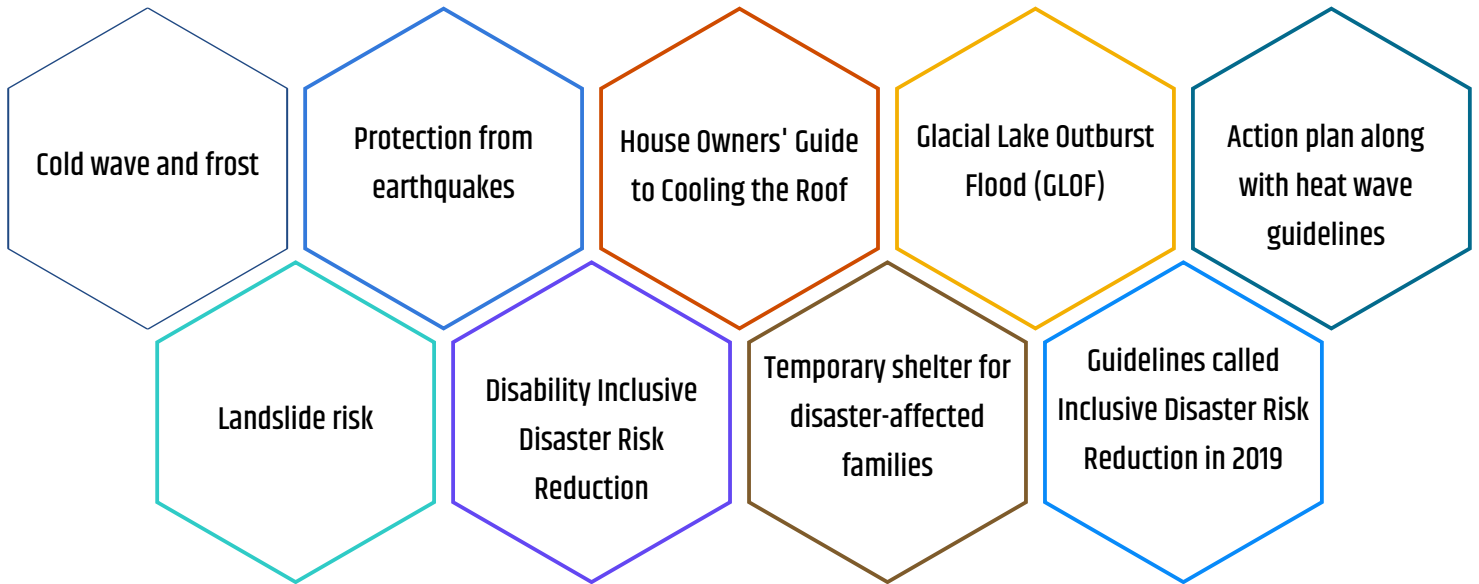 Cold wave and frost
Protection from
earthquakes
House Owners' Guide
to Cooling the Roof
Glacial Lake Outburst
Flood (GLOF)
Action plan along
with heat wave
guidelines
Landslide risk
Disability Inclusive
Disaster Risk
Reduction
Temporary shelter for
disaster-affected
families
Guidelines called
Inclusive Disaster Risk
Reduction in 2019